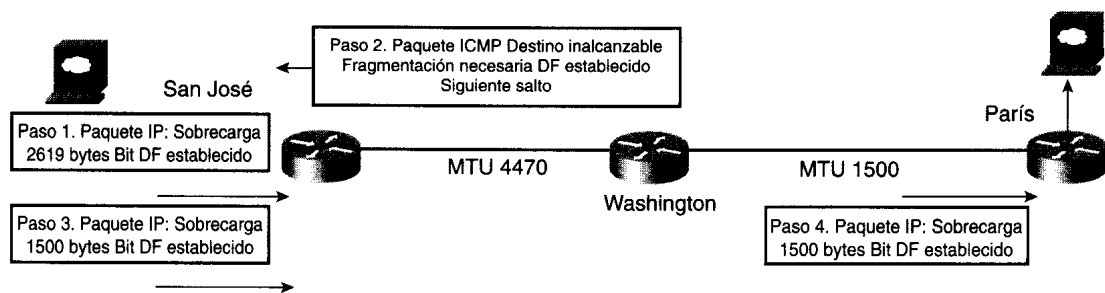 Paso 2. Paquete ICMP Destino inalcanzable
Fragmentación necesaria DF establecido
Siguiente salto
San José
París
Paso 1. Paquete IP: Sobrecarga
2619 bytes Bit DF establecido
MTU 4470
MTU 1500
Washington
Paso 3. Paquete IP: Sobrecarga
1500 bytes Bit DF establecido
Paso 4. Paquete IP: Sobrecarga
1500 bytes Bit DF establecido